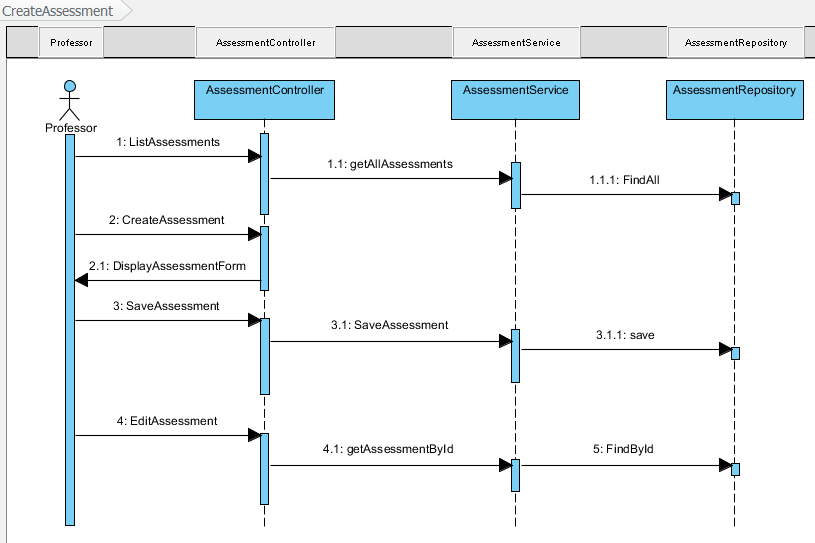 CreateAssessment
Professor AssessmentController AssessmentService AssessmentRepository
AssessmentController AssessmentService AssessmentRepository
Professor
1: ListAssessments
1.1: getAllAssessments
1.1.1: FindAll
2: CreateAssessment
2.1: DisplayAssessmentForm
3: SaveAssessment
3.1: SaveAssessment
3.1.1: save
4: EditAssessment
4.1: getAssessmentById
5: FindById